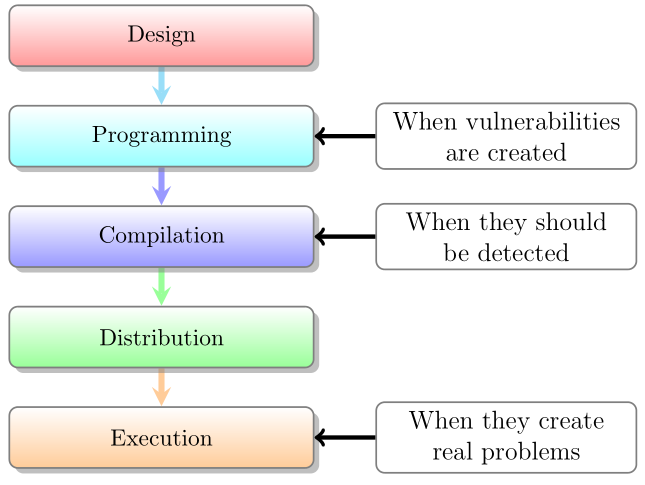 Design
Programming
When vulnerabilities
are created
Compilation
When they should
be detected
Distribution
Execution
When they create
real problems